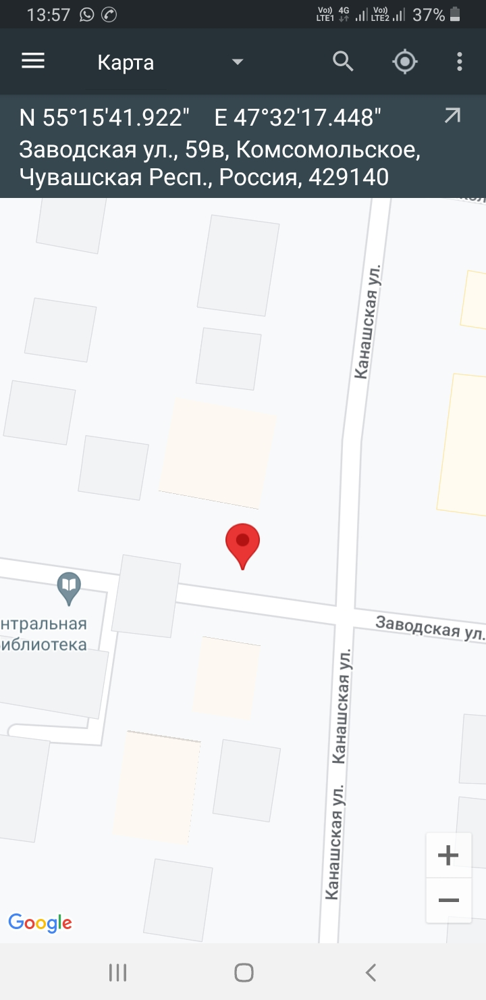 13:57
Vo)) LTE1 4G Vo)) LTE2 37%
Карта
N 55°15'41.922" E 47°32'17.448"
Заводская ул., 59в, Комсомольское,
Чувашская Респ., Россия, 429140
Канашская ул.
нтральная
иблиотека
Заводская ул.
Канашская ул.
Канашская ул.
+
−
Google